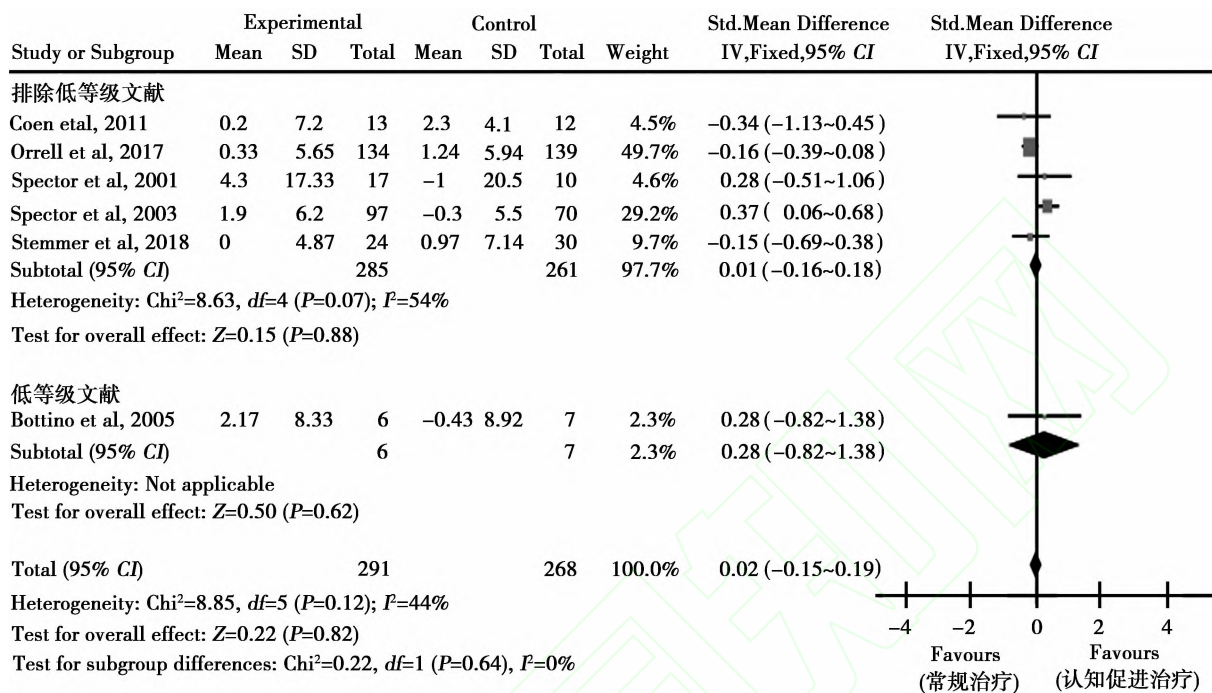 Experimental Control Std.Mean Difference Std.Mean Difference
Study or Subgroup Mean SD Total Mean SD Total Weight IV,Fixed,95% CI IV,Fixed,95% CI
排除低等级文献
Coen etal, 2011 0.2 7.2 13 2.3 4.1 12 4.5% −0.34 (−1.13~0.45)
Orrell et al, 2017 0.33 5.65 134 1.24 5.94 139 49.7% −0.16 (−0.39~0.08)
Spector et al, 2001 4.3 17.33 17 −1 20.5 10 4.6% 0.28 (−0.51~1.06)
Spector et al, 2003 1.9 6.2 97 −0.3 5.5 70 29.2% 0.37 ( 0.06~0.68)
Stemmer et al, 2018 0 4.87 24 0.97 7.14 30 9.7% −0.15 (−0.69~0.38)
Subtotal (95% CI) 285 261 97.7% 0.01 (−0.16~0.18)
Heterogeneity: Chi²=8.63, df=4 (P=0.07); I²=54%
Test for overall effect: Z=0.15 (P=0.88)
低等级文献
Bottino et al, 2005 2.17 8.33 6 −0.43 8.92 7 2.3% 0.28 (−0.82~1.38)
Subtotal (95% CI) 6 7 2.3% 0.28 (−0.82~1.38)
Heterogeneity: Not applicable
Test for overall effect: Z=0.50 (P=0.62)
Total (95% CI) 291 268 100.0% 0.02 (−0.15~0.19)
Heterogeneity: Chi²=8.85, df=5 (P=0.12); I²=44%
Test for overall effect: Z=0.22 (P=0.82)
Test for subgroup differences: Chi²=0.22, df=1 (P=0.64), I²=0%
−4 −2 0 2 4
Favours Favours
(常规治疗) (认知促进治疗)